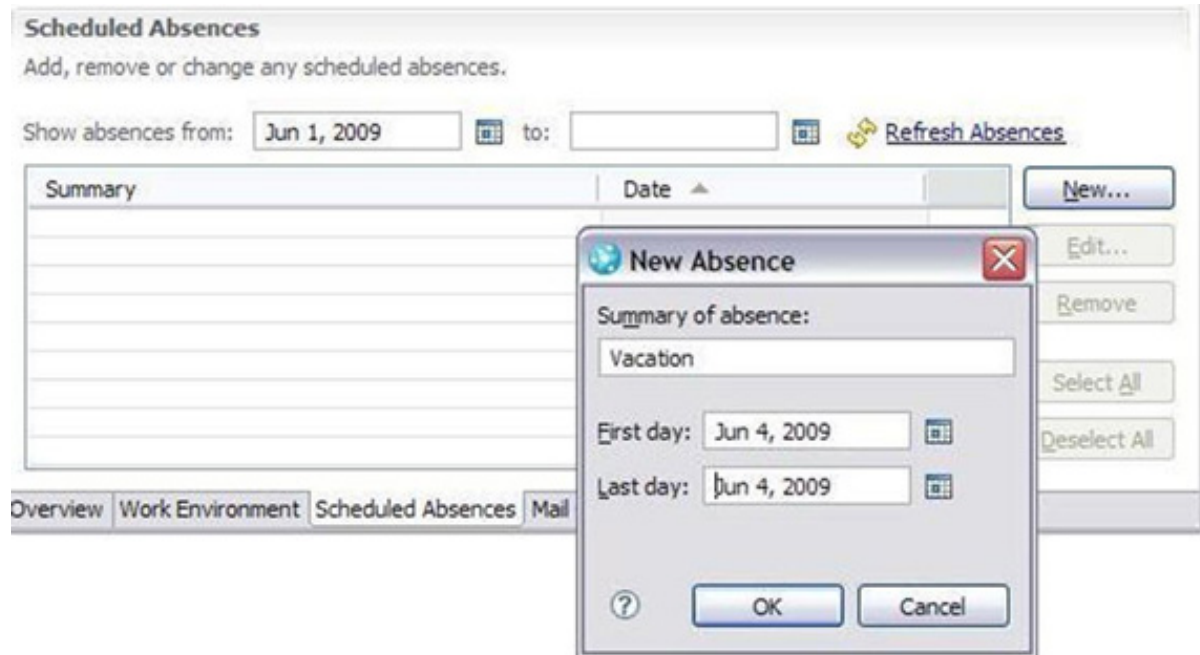 Scheduled Absences
Add, remove or change any scheduled absences.
Show absences from: Jun 1, 2009 to: Refresh Absences
Summary Date New...
Edit...
Remove
Select All
Deselect All
New Absence
Summary of absence:
Vacation
First day: Jun 4, 2009
Last day: Jun 4, 2009
OK Cancel
Overview Work Environment Scheduled Absences Mail